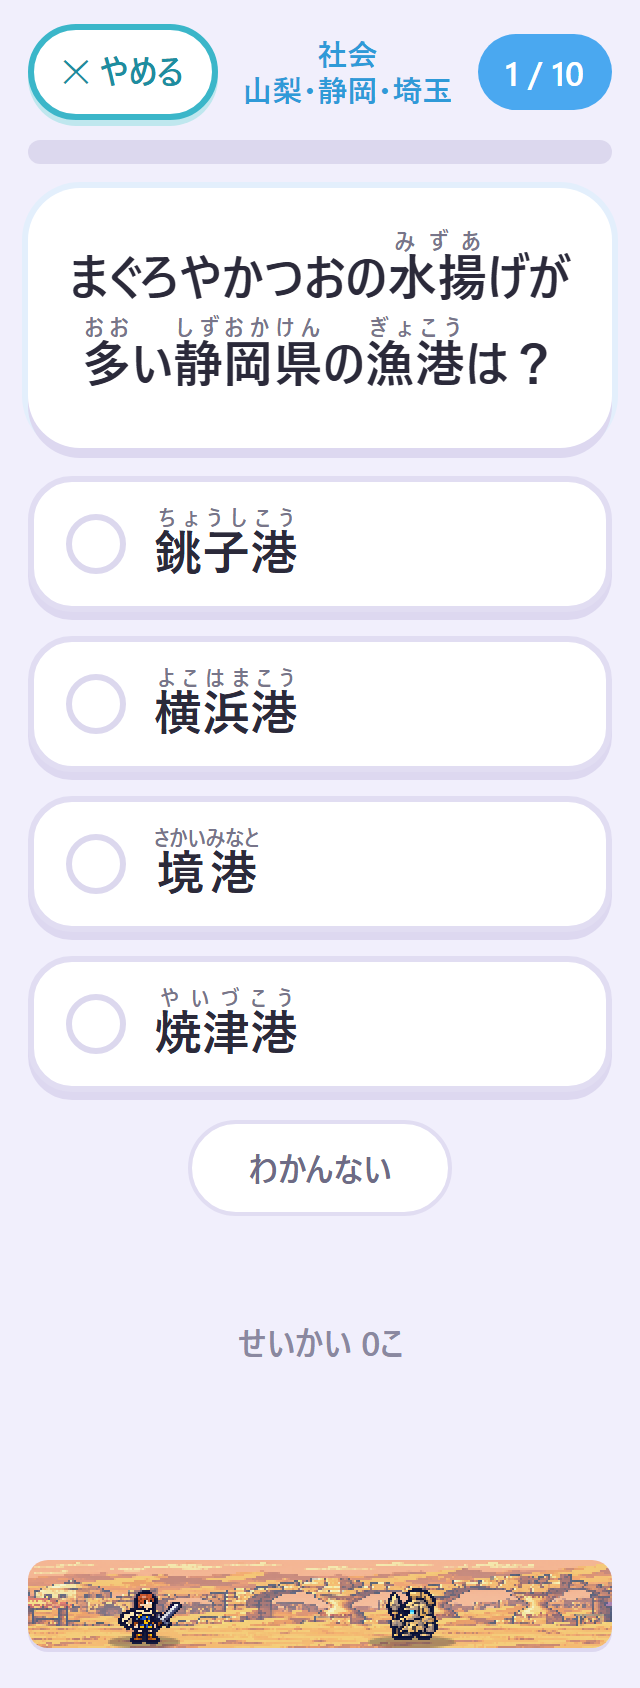 × やめる
社会
山梨・静岡・埼玉
1 / 10
みずあ
まぐろやかつおの水揚げが
おお しずおかけん ぎょこう
多い静岡県の漁港は？
ちょうしこう
銚子港
よこはまこう
横浜港
さかいみなと
境港
やいづこう
焼津港
わかんない
せいかい 0こ